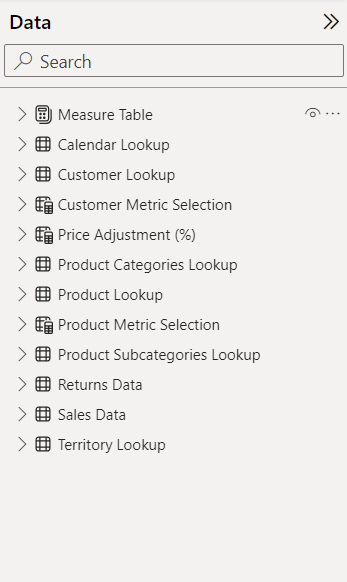 Data
Search
Measure Table
Calendar Lookup
Customer Lookup
Customer Metric Selection
Price Adjustment (%)
Product Categories Lookup
Product Lookup
Product Metric Selection
Product Subcategories Lookup
Returns Data
Sales Data
Territory Lookup